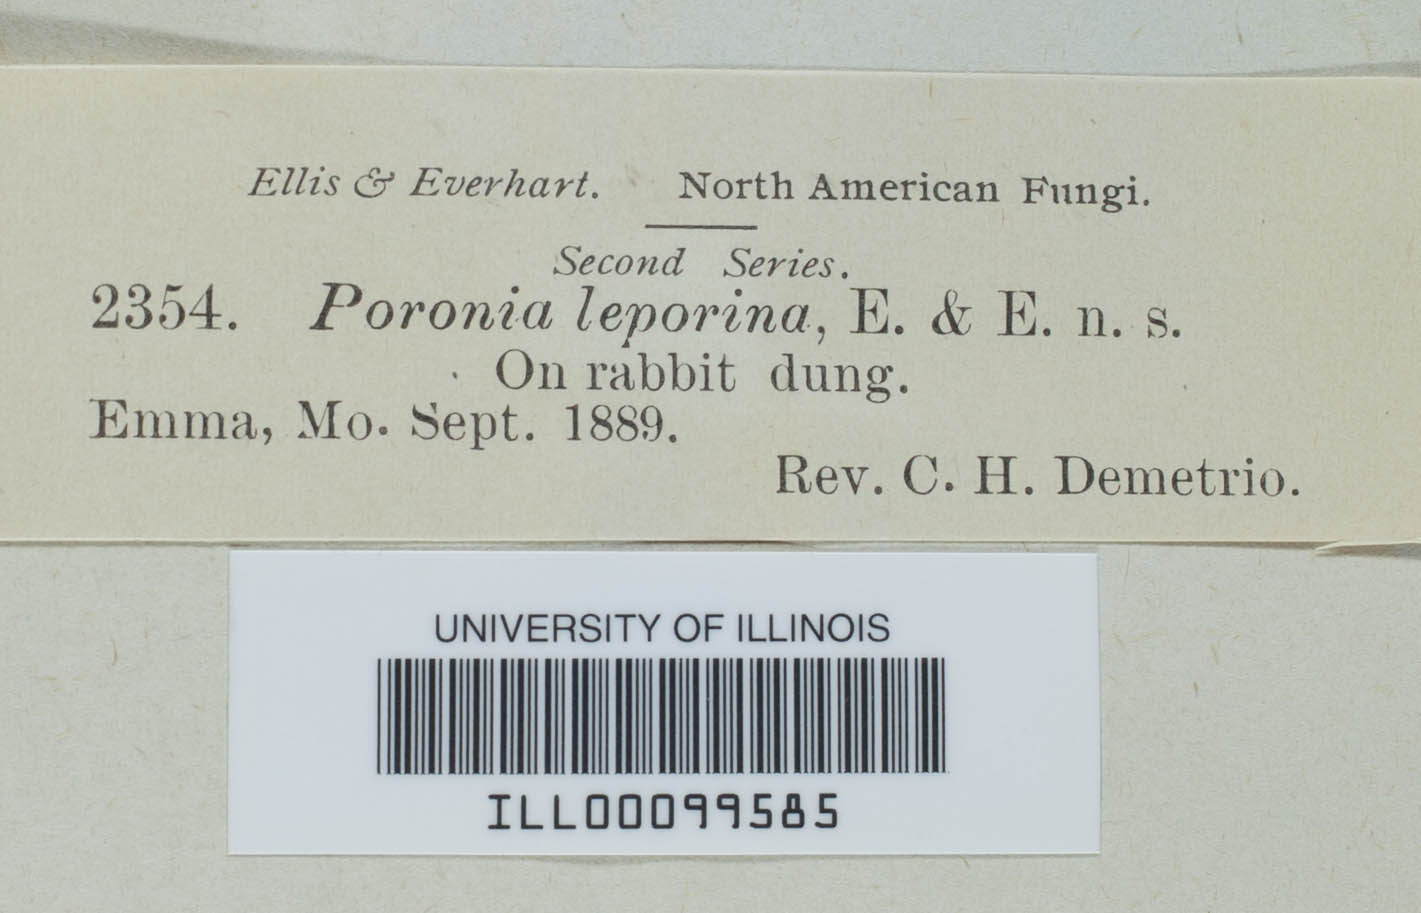 Ellis & Everhart. North American Fungi.
Second Series.
2354. Poronia leporina, E. & E. n. s.
On rabbit dung.
Emma, Mo. Sept. 1889.
Rev. C. H. Demetrio.
UNIVERSITY OF ILLINOIS
ILL00099585